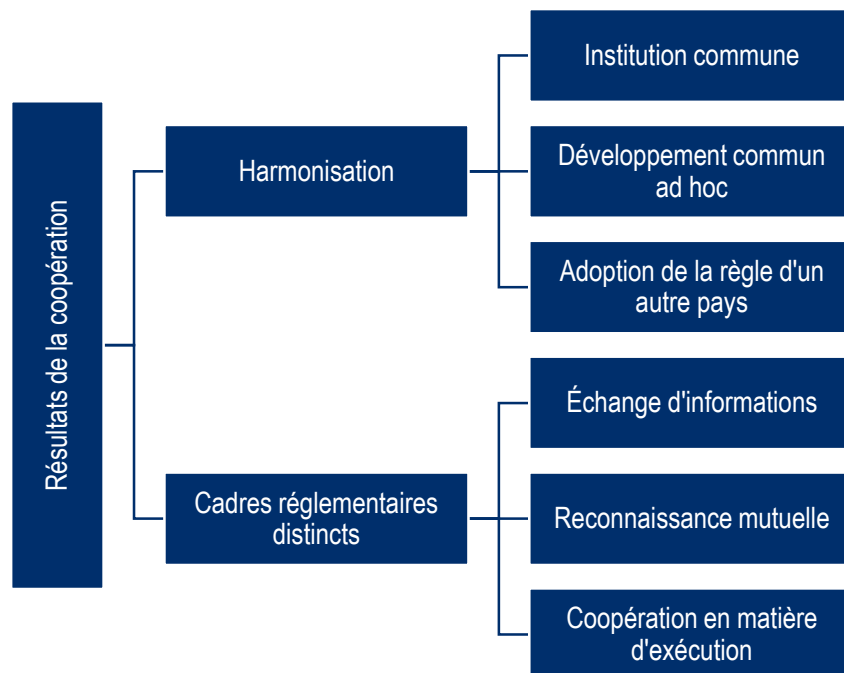 Résultats de la coopération
Harmonisation
Institution commune
Développement commun
ad hoc
Adoption de la règle d'un
autre pays
Cadres réglementaires
distincts
Échange d'informations
Reconnaissance mutuelle
Coopération en matière
d'exécution